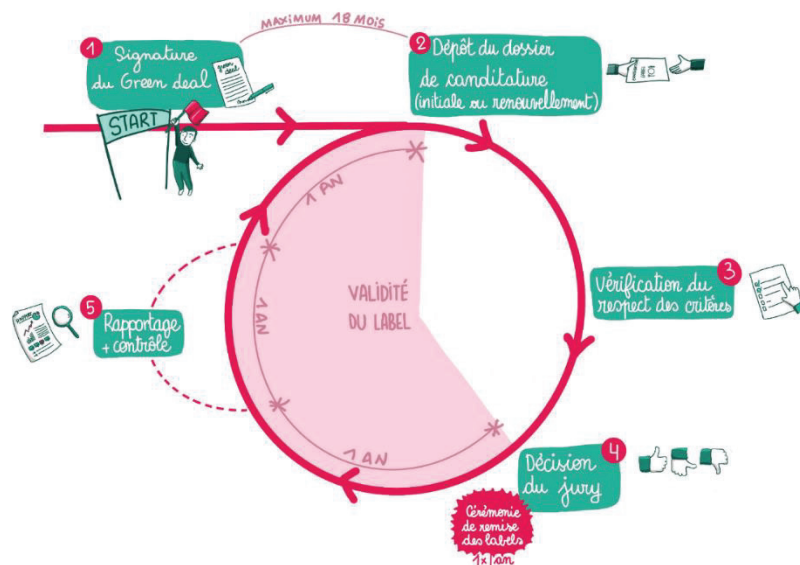 MAXIMUM 18 MOIS
1
Signature
du Green deal
green
deal
START
2
Dépôt du dossier
de canditature
(initiale ou renouvellement)
3
Vérification du
respect des critères
4
Décision
du jury
Cérémonie
de remise
des labels
1x1an
5
Rapportage
+ contrôle
1 AN
1 AN
1 AN
VALIDITÉ
DU LABEL